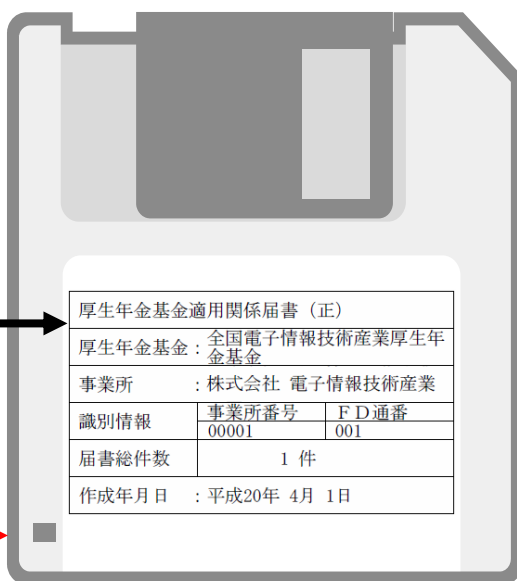 厚生年金基金適用関係届書（正）
厚生年金基金：全国電子情報技術産業厚生年
金基金
事業所　：株式会社 電子情報技術産業
識別情報　事業所番号　ＦＤ通番
00001　001
届書総件数　1 件
作成年月日　：平成20年 4月 1日